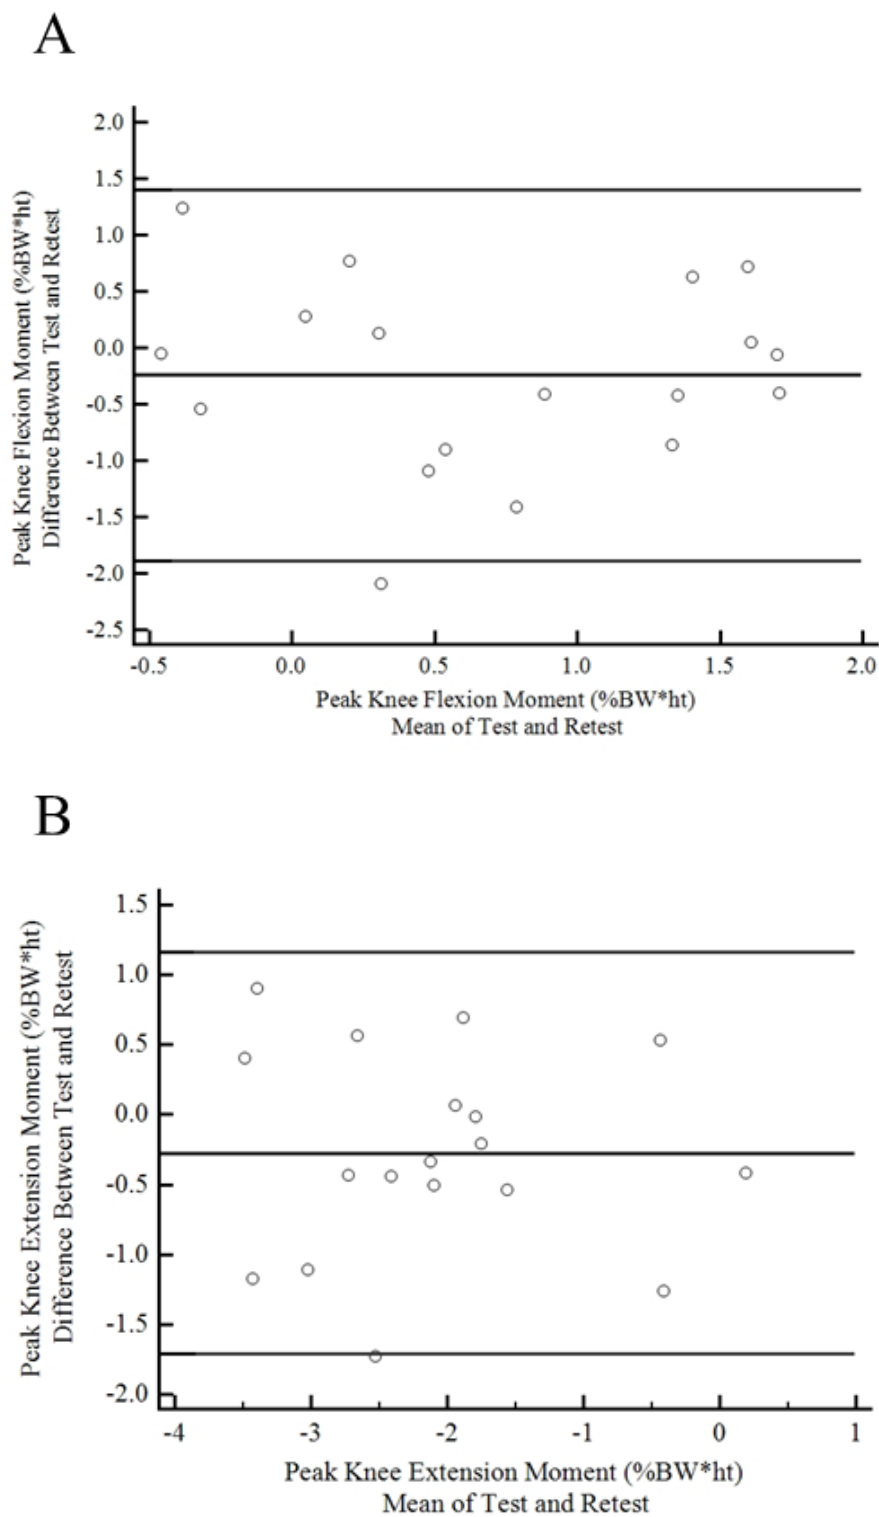 A
Peak Knee Flexion Moment (%BW*ht)
Difference Between Test and Retest
2.0
1.5
1.0
0.5
0.0
-0.5
-1.0
-1.5
-2.0
-2.5
-0.5 0.0 0.5 1.0 1.5 2.0
Peak Knee Flexion Moment (%BW*ht)
Mean of Test and Retest
B
Peak Knee Extension Moment (%BW*ht)
Difference Between Test and Retest
1.5
1.0
0.5
0.0
-0.5
-1.0
-1.5
-2.0
-4 -3 -2 -1 0 1
Peak Knee Extension Moment (%BW*ht)
Mean of Test and Retest